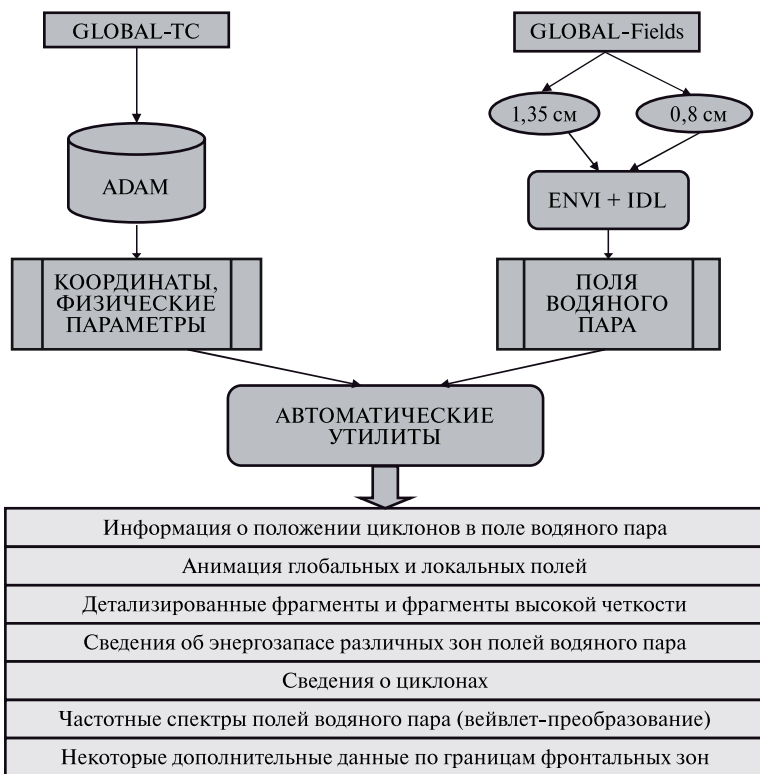 GLOBAL-TC
GLOBAL-Fields
1,35 см
0,8 см
ADAM
ENVI + IDL
КООРДИНАТЫ,
ФИЗИЧЕСКИЕ
ПАРАМЕТРЫ
ПОЛЯ
ВОДЯНОГО
ПАРА
АВТОМАТИЧЕСКИЕ
УТИЛИТЫ
Информация о положении циклонов в поле водяного пара
Анимация глобальных и локальных полей
Детализированные фрагменты и фрагменты высокой четкости
Сведения об энергозапасе различных зон полей водяного пара
Сведения о циклонах
Частотные спектры полей водяного пара (вейвлет-преобразование)
Некоторые дополнительные данные по границам фронтальных зон